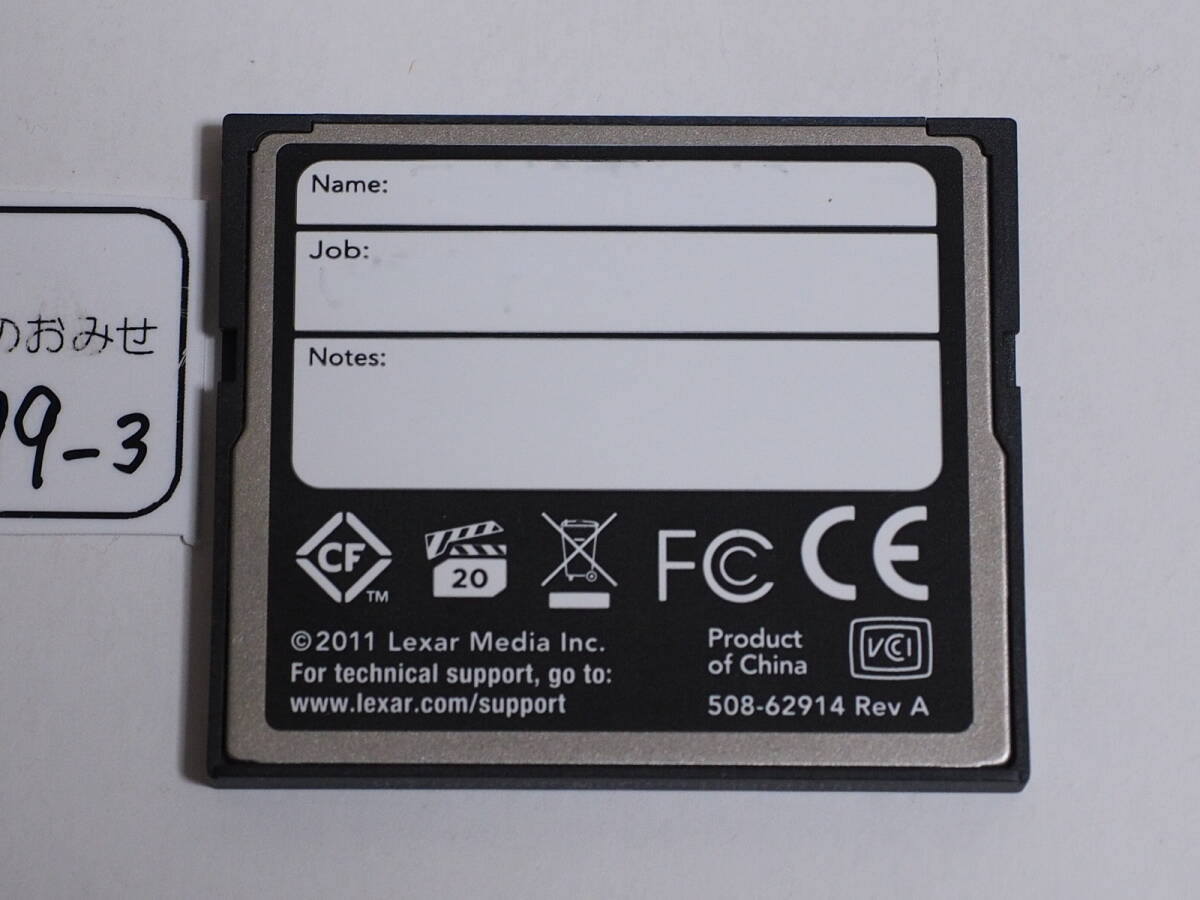 Name:
Job:
Notes:
のおみせ
9-3
CF
TM
20
FC
CE
©2011 Lexar Media Inc.
For technical support, go to:
www.lexar.com/support
Product
of China
VCI
508-62914 Rev A